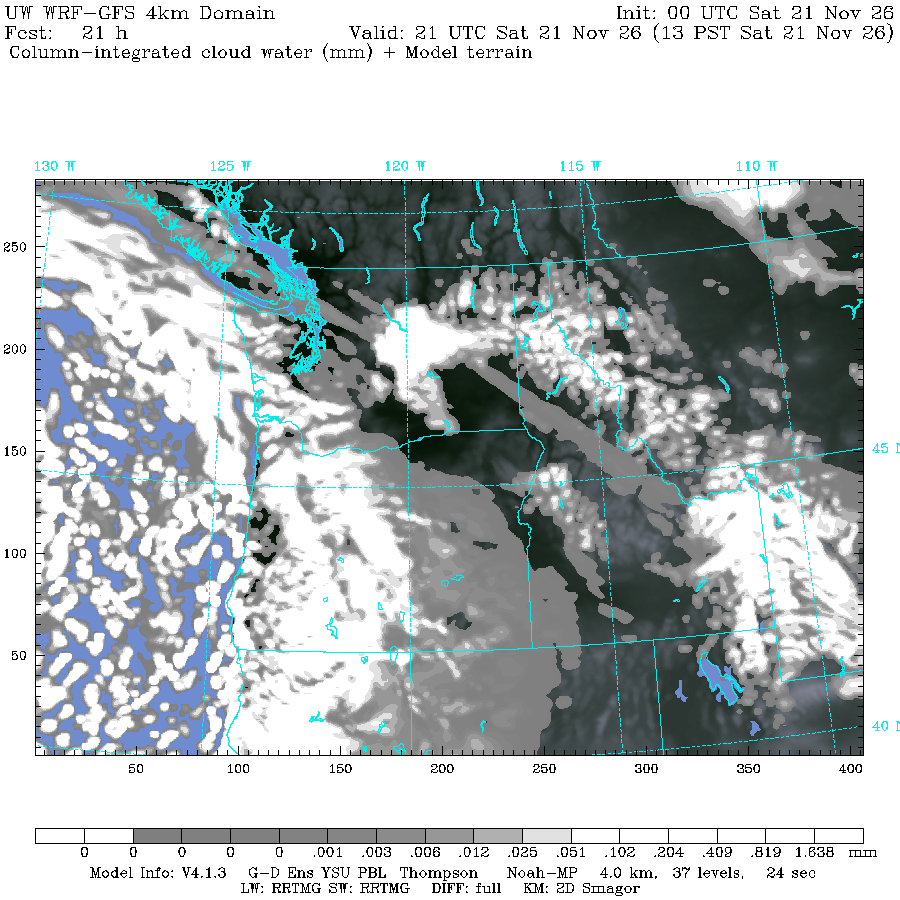 UW WRF-GFS 4km Domain Init: 00 UTC Sat 21 Nov 26
Fcst: 21 h Valid: 21 UTC Sat 21 Nov 26 (13 PST Sat 21 Nov 26)
Column-integrated cloud water (mm) + Model terrain
130 W 125 W 120 W 115 W 110 W
250
200
150 45 N
100
50
40 N
50 100 150 200 250 300 350 400
0 0 0 0 0 .001 .003 .006 .012 .025 .051 .102 .204 .409 .819 1.638 mm
Model Info: V4.1.3 G-D Ens YSU PBL Thompson Noah-MP 4.0 km, 37 levels, 24 sec
LW: RRTMG SW: RRTMG DIFF: full KM: 2D Smagor